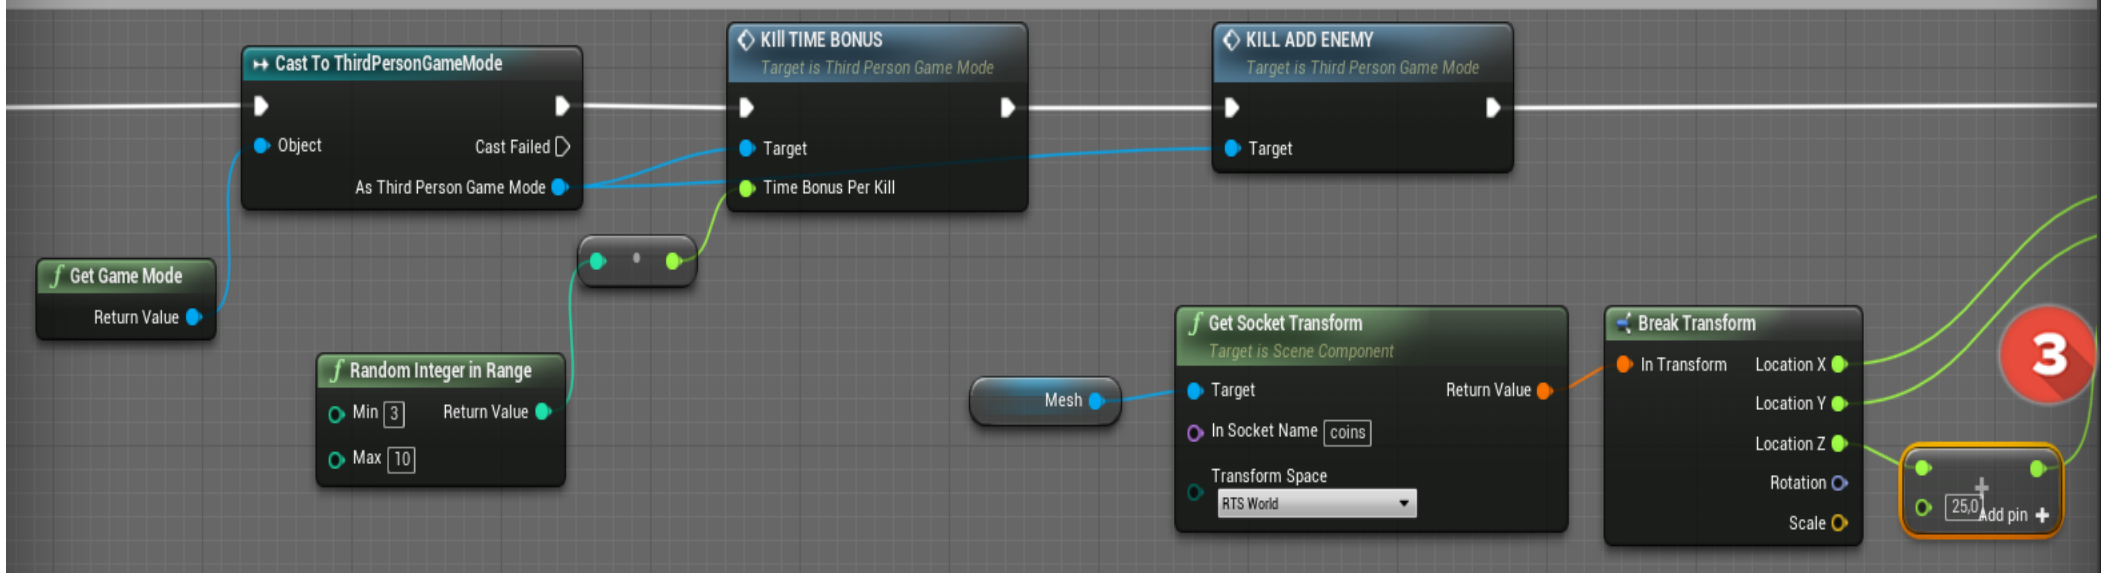 Cast To ThirdPersonGameMode
Object
Cast Failed
As Third Person Game Mode
KIll TIME BONUS
Target is Third Person Game Mode
Target
Time Bonus Per Kill
KILL ADD ENEMY
Target is Third Person Game Mode
Target
f Get Game Mode
Return Value
f Random Integer in Range
Min 3 Return Value
Max 10
Mesh
f Get Socket Transform
Target is Scene Component
Target Return Value
In Socket Name coins
Transform Space
RTS World
Break Transform
In Transform Location X
Location Y
Location Z
Rotation
Scale
25,0
Add pin +
3